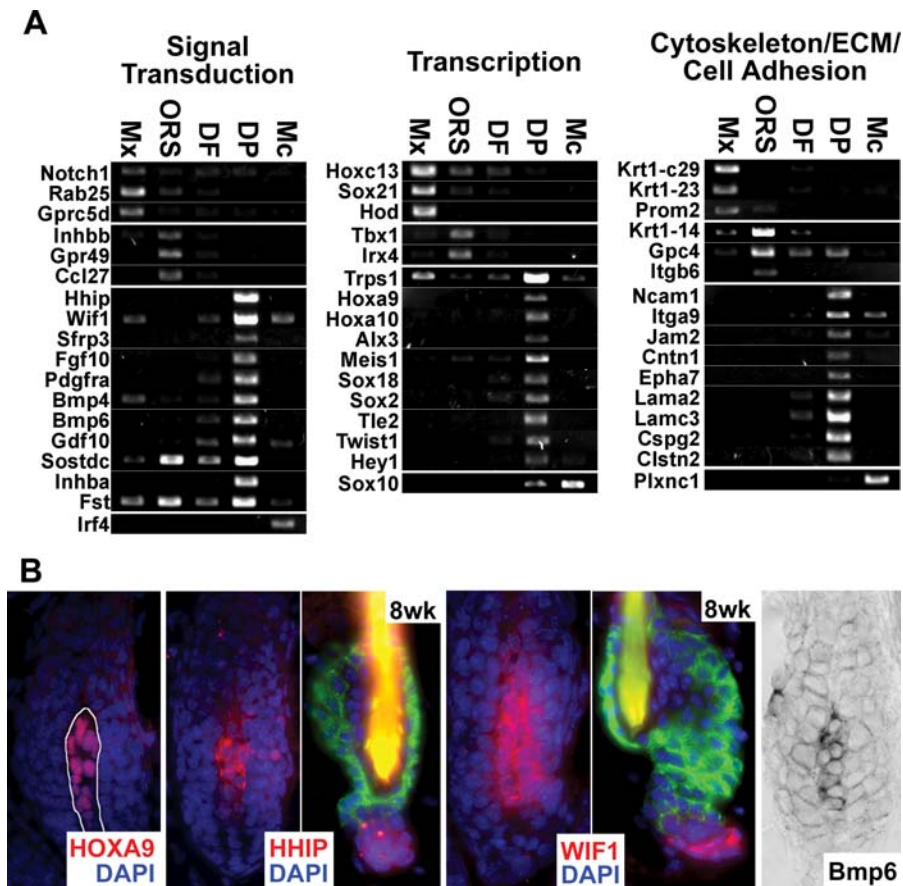 A
Signal
Transduction
Mx ORS DF DP Mc
Notch1
Rab25
Gprc5d
Inhbb
Gpr49
Ccl27
Hhip
Wif1
Sfrp3
Fgf10
Pdgfra
Bmp4
Bmp6
Gdf10
Sostdc
Inhba
Fst
Irf4
Transcription
Mx ORS DF DP Mc
Hoxc13
Sox21
Hod
Tbx1
Irx4
Trps1
Hoxa9
Hoxa10
Alx3
Meis1
Sox18
Sox2
Tle2
Twist1
Hey1
Sox10
Cytoskeleton/ECM/
Cell Adhesion
Mx ORS DF DP Mc
Krt1-c29
Krt1-23
Prom2
Krt1-14
Gpc4
Itgb6
Ncam1
Itga9
Jam2
Cntn1
Epha7
Lama2
Lamc3
Cspg2
Clstn2
Plxnc1
B
HOXA9
DAPI
HHIP
DAPI
8wk
WIF1
DAPI
8wk
Bmp6